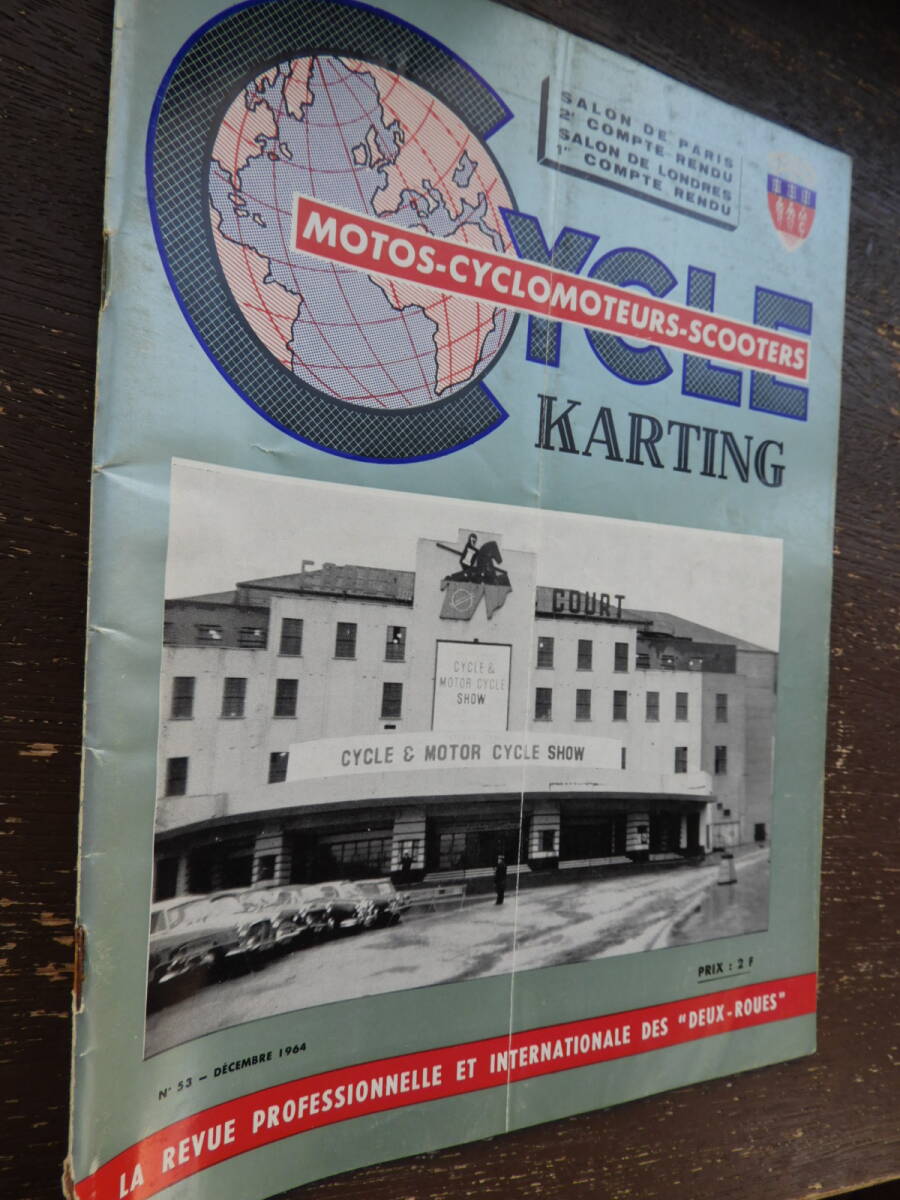 SALON DE PARIS
2e COMPTE RENDU
SALON DE LONDRES
1er COMPTE RENDU
CYCLE
MOTOS-CYCLOMOTEURS-SCOOTERS
KARTING
COURT
CYCLE &
MOTOR CYCLE
SHOW
CYCLE & MOTOR CYCLE SHOW
PRIX : 2 F
N° 53 - DÉCEMBRE 1964
LA REVUE PROFESSIONNELLE ET INTERNATIONALE DES "DEUX-ROUES"